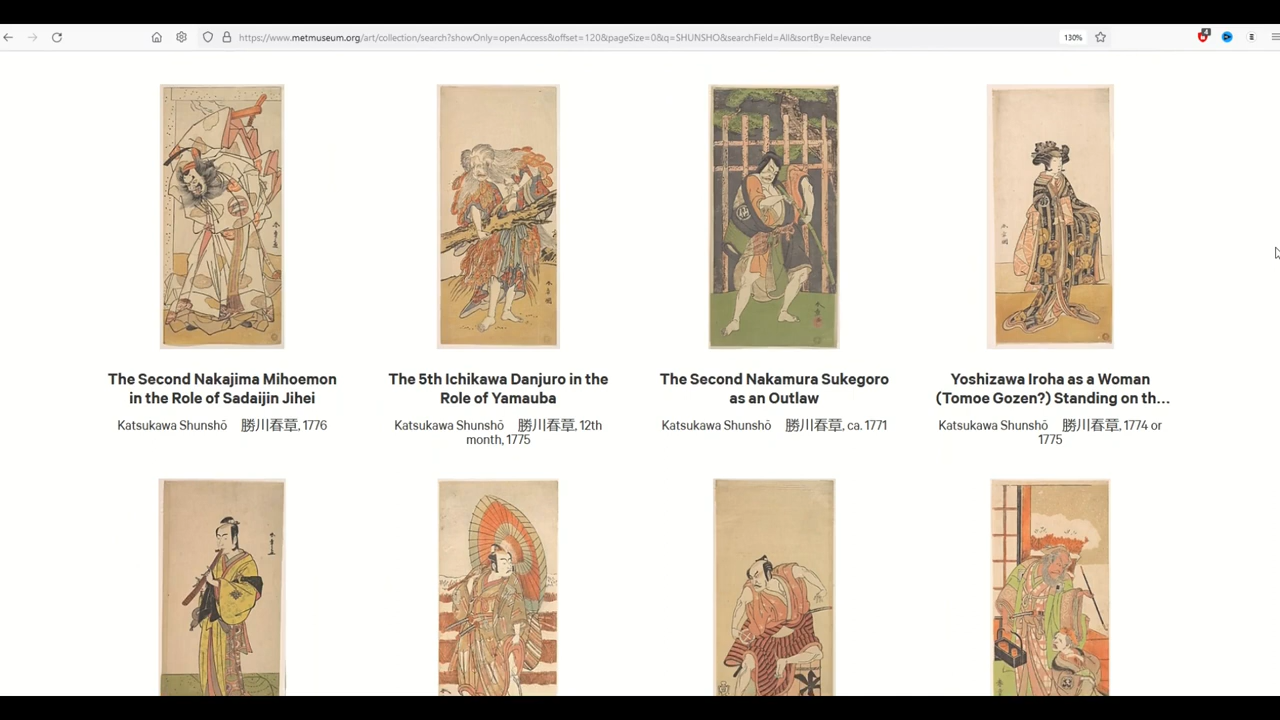 https://www.metmuseum.org/art/collection/search?showOnly=openAccess&offset=120&pageSize=0&q=SHUNSHO&searchField=All&sortBy=Relevance
130%
4
The Second Nakajima Mihoemon
in the Role of Sadaijin Jihei
Katsukawa Shunshō 勝川春章, 1776
The 5th Ichikawa Danjuro in the
Role of Yamauba
Katsukawa Shunshō 勝川春章, 12th
month, 1775
The Second Nakamura Sukegoro
as an Outlaw
Katsukawa Shunshō 勝川春章, ca. 1771
Yoshizawa Iroha as a Woman
(Tomoe Gozen?) Standing on th...
Katsukawa Shunshō 勝川春章, 1774 or
1775